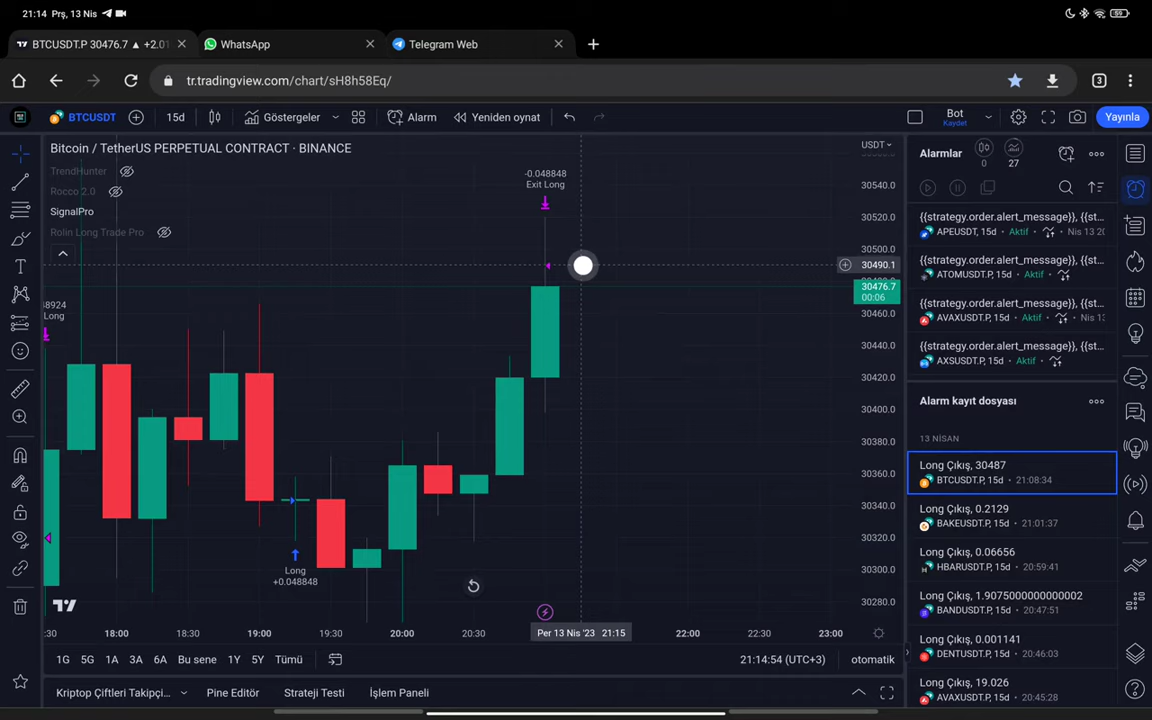 21:14 Prş, 13 Nis
59
BTCUSDT.P 30476.7 ▲ +2.01
WhatsApp
Telegram Web
tr.tradingview.com/chart/sH8h58Eq/
3
BTCUSDT
15d
Göstergeler
Alarm
Yeniden oynat
Bot
Kaydet
Yayınla
Bitcoin / TetherUS PERPETUAL CONTRACT · BINANCE
TrendHunter
Rocco 2.0
SignalPro
Rolin Long Trade Pro
-0.048848
Exit Long
48924
Long
Long
+0.048848
USDT
30540.0
30520.0
30500.0
30490.1
30476.7
00:06
30460.0
30440.0
30420.0
30400.0
30380.0
30360.0
30340.0
30320.0
30300.0
30280.0
:30
18:00
18:30
19:00
19:30
20:00
20:30
Per 13 Nis '23 21:15
22:00
22:30
23:00
1G
5G
1A
3A
6A
Bu sene
1Y
5Y
Tümü
21:14:54 (UTC+3)
otomatik
Kriptop Çiftleri Takipçi...
Pine Editör
Strateji Testi
İşlem Paneli
Alarmlar
0
27
{{strategy.order.alert_message}}, {{st...
APEUSDT, 15d · Aktif Nis 13 20
{{strategy.order.alert_message}}, {{st...
ATOMUSDT.P, 15d · Aktif
{{strategy.order.alert_message}}, {{st...
AVAXUSDT.P, 15d · Aktif Nis 13
{{strategy.order.alert_message}}, {{st...
AXSUSDT.P, 15d · Aktif
Alarm kayıt dosyası
13 NİSAN
Long Çıkış, 30487
BTCUSDT.P, 15d · 21:08:34
Long Çıkış, 0.2129
BAKEUSDT.P, 15d · 21:01:37
Long Çıkış, 0.06656
HBARUSDT.P, 15d · 20:59:41
Long Çıkış, 1.9075000000000002
BANDUSDT.P, 15d · 20:47:51
Long Çıkış, 0.001141
DENTUSDT.P, 15d · 20:46:03
Long Çıkış, 19.026
AVAXUSDT.P, 15d · 20:45:28